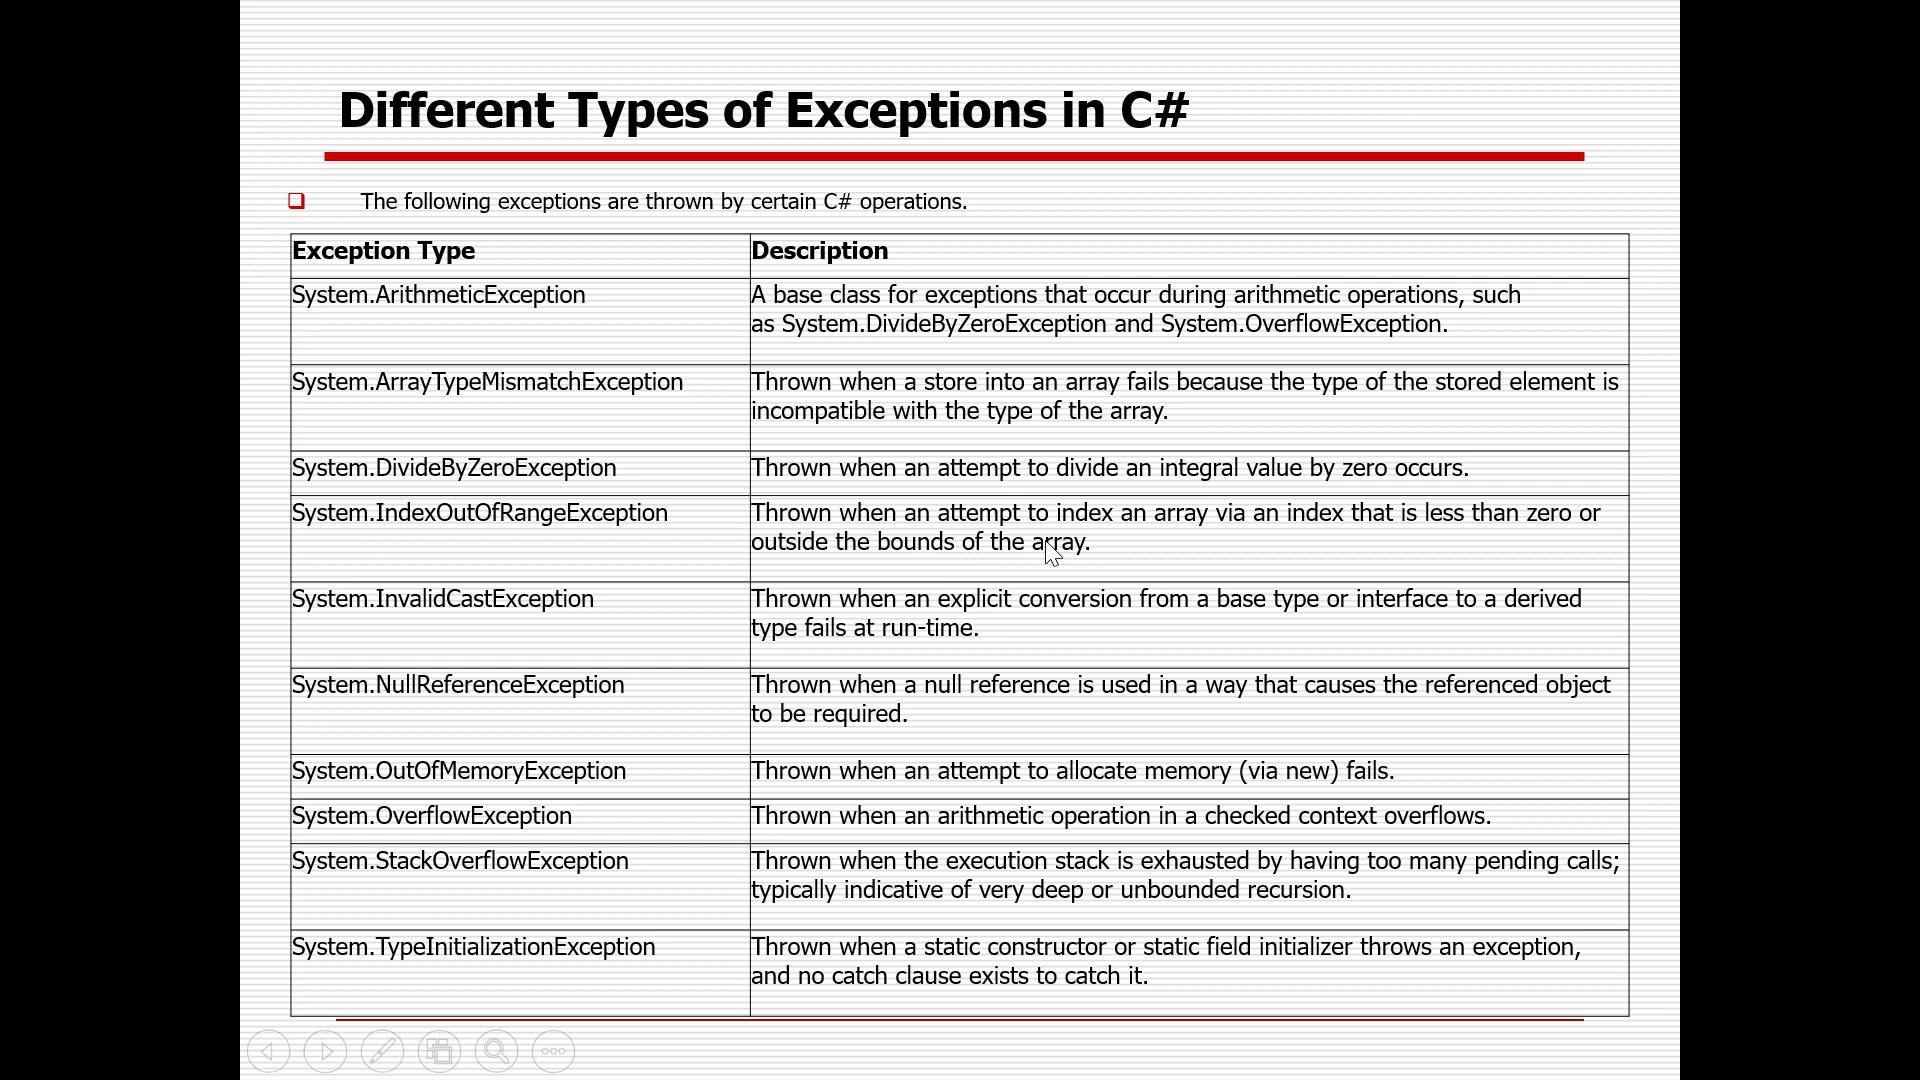 Different Types of Exceptions in C#
The following exceptions are thrown by certain C# operations.
Exception Type
Description
System.ArithmeticException
A base class for exceptions that occur during arithmetic operations, such
as System.DivideByZeroException and System.OverflowException.
System.ArrayTypeMismatchException
Thrown when a store into an array fails because the type of the stored element is
incompatible with the type of the array.
System.DivideByZeroException
Thrown when an attempt to divide an integral value by zero occurs.
System.IndexOutOfRangeException
Thrown when an attempt to index an array via an index that is less than zero or
outside the bounds of the array.
System.InvalidCastException
Thrown when an explicit conversion from a base type or interface to a derived
type fails at run-time.
System.NullReferenceException
Thrown when a null reference is used in a way that causes the referenced object
to be required.
System.OutOfMemoryException
Thrown when an attempt to allocate memory (via new) fails.
System.OverflowException
Thrown when an arithmetic operation in a checked context overflows.
System.StackOverflowException
Thrown when the execution stack is exhausted by having too many pending calls;
typically indicative of very deep or unbounded recursion.
System.TypeInitializationException
Thrown when a static constructor or static field initializer throws an exception,
and no catch clause exists to catch it.